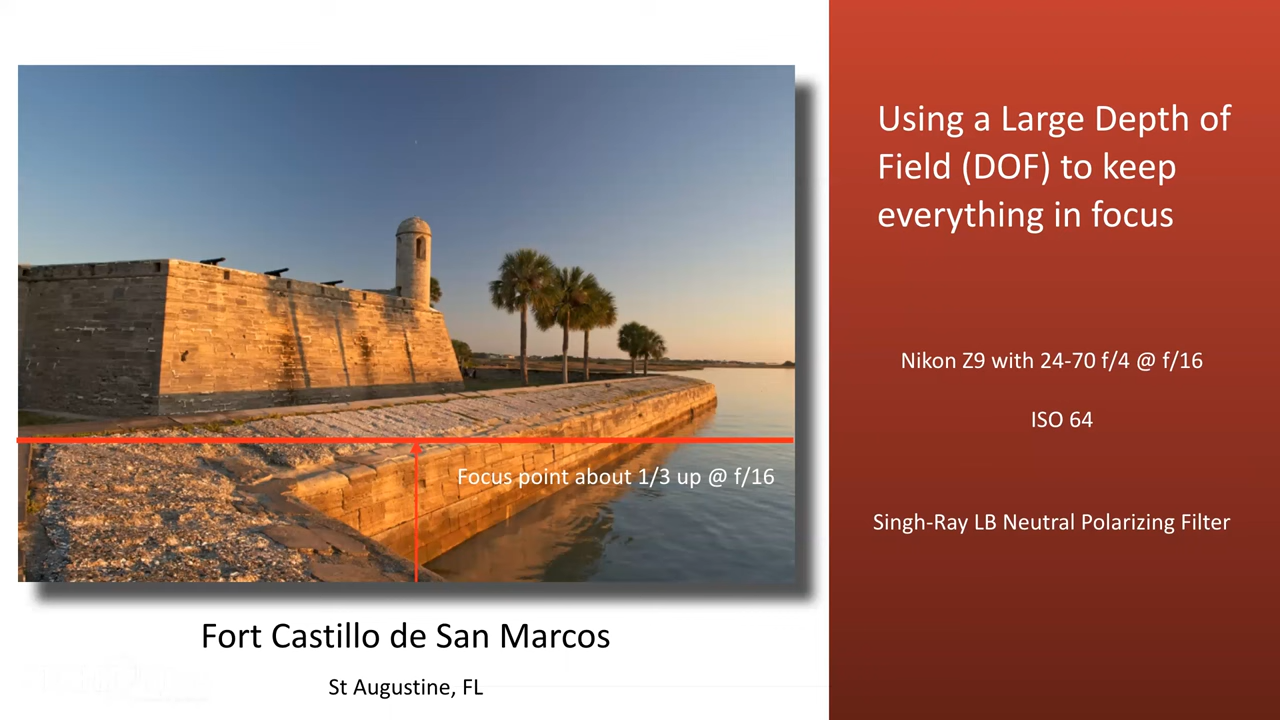 Using a Large Depth of
Field (DOF) to keep
everything in focus
Nikon Z9 with 24-70 f/4 @ f/16
ISO 64
Singh-Ray LB Neutral Polarizing Filter
Focus point about 1/3 up @ f/16
Fort Castillo de San Marcos
St Augustine, FL